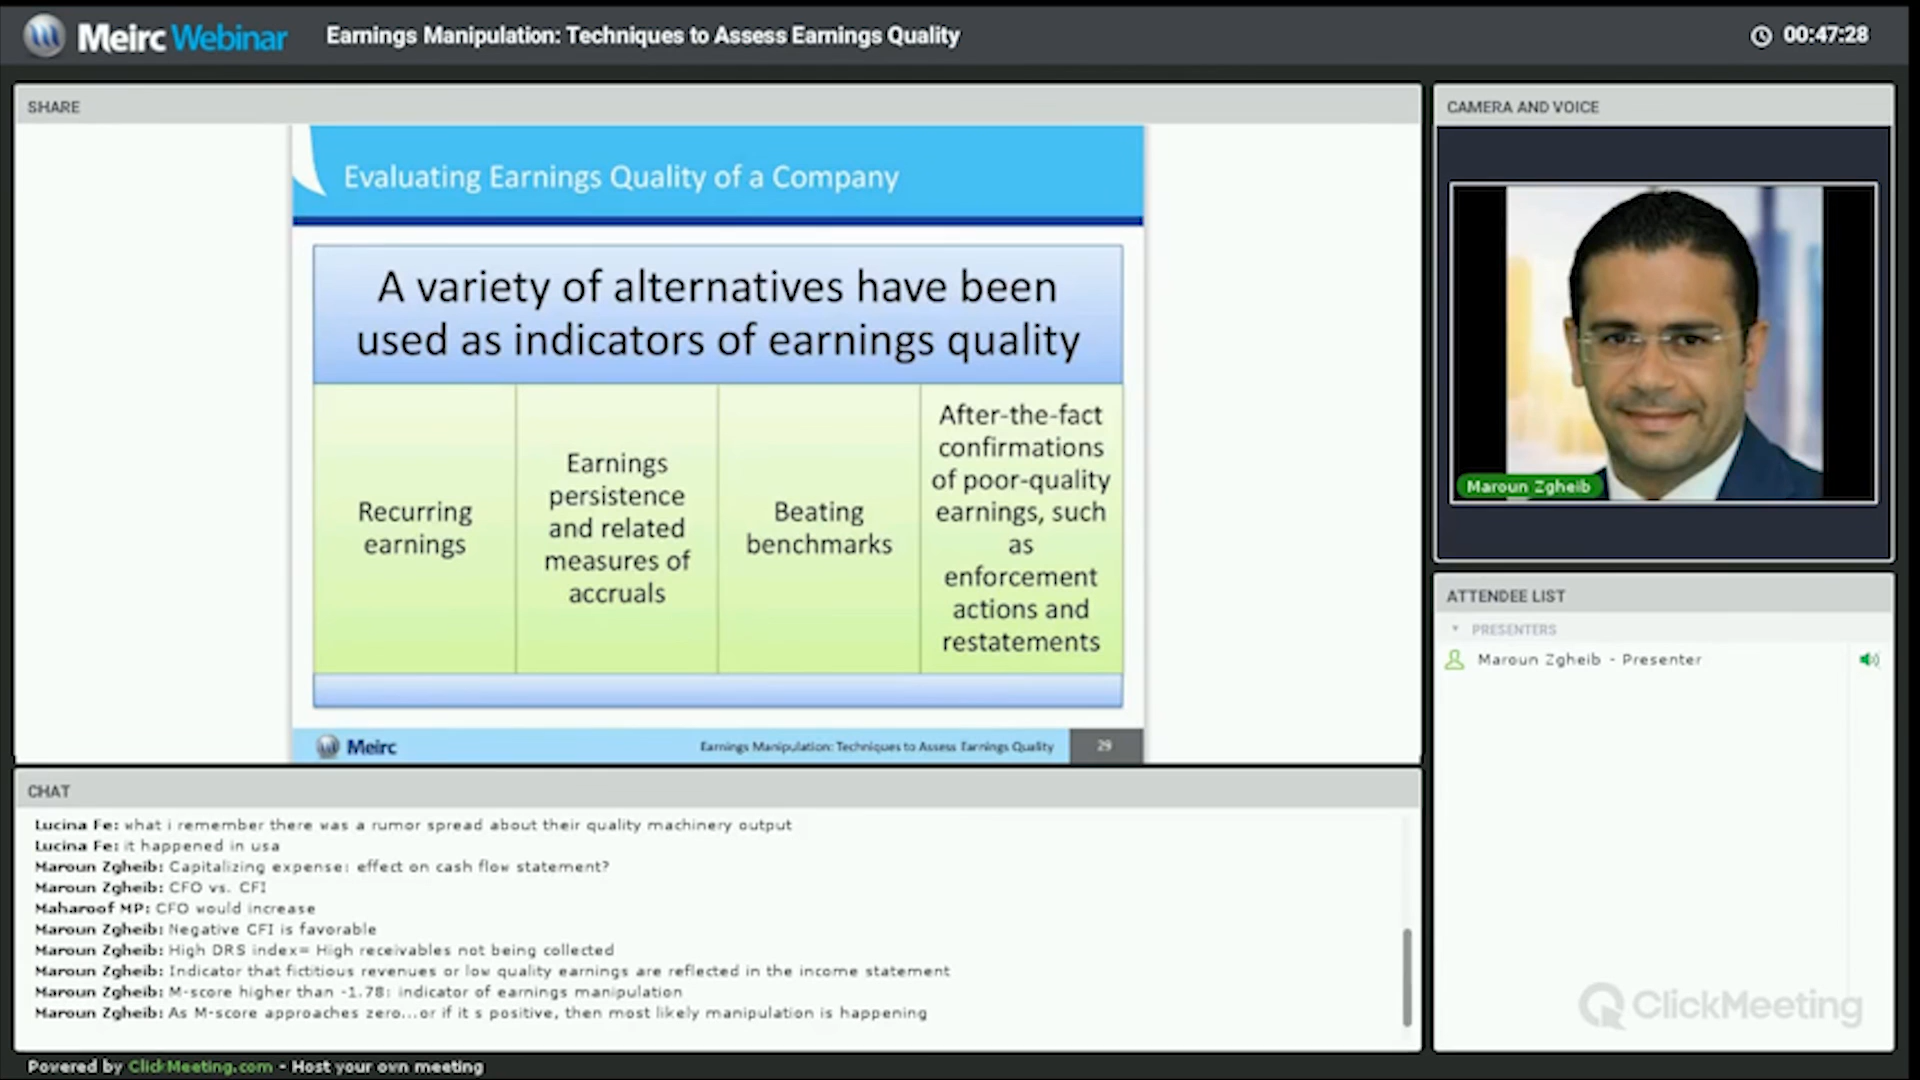 Meirc Webinar
Earnings Manipulation: Techniques to Assess Earnings Quality
00:47:28
SHARE
Evaluating Earnings Quality of a Company
A variety of alternatives have been
used as indicators of earnings quality
Recurring
earnings
Earnings
persistence
and related
measures of
accruals
Beating
benchmarks
After-the-fact
confirmations
of poor-quality
earnings, such
as
enforcement
actions and
restatements
Meirc
Earnings Manipulation: Techniques to Assess Earnings Quality
29
CAMERA AND VOICE
Maroun Zgheib
ATTENDEE LIST
PRESENTERS
Maroun Zgheib - Presenter
CHAT
Lucina Fe: what i remember there was a rumor spread about their quality machinery output
Lucina Fe: it happened in usa
Maroun Zgheib: Capitalizing expense: effect on cash flow statement?
Maroun Zgheib: CFO vs. CFI
Maharoof MP: CFO would increase
Maroun Zgheib: Negative CFI is favorable
Maroun Zgheib: High DRS index= High receivables not being collected
Maroun Zgheib: Indicator that fictitious revenues or low quality earnings are reflected in the income statement
Maroun Zgheib: M-score higher than -1.78: indicator of earnings manipulation
Maroun Zgheib: As M-score approaches zero...or if it s positive, then most likely manipulation is happening
ClickMeeting
Powered by ClickMeeting.com - Host your own meeting